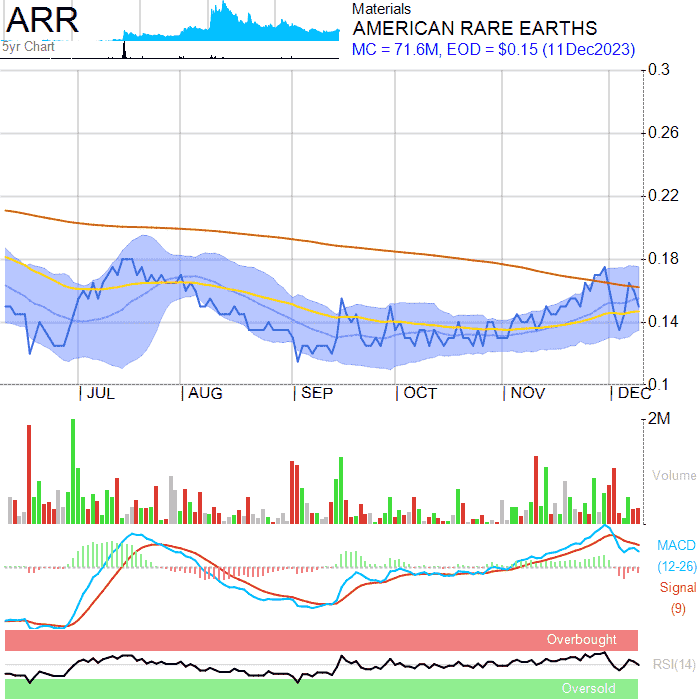 ARR
5yr Chart
Materials
AMERICAN RARE EARTHS
MC = 71.6M, EOD = $0.15 (11Dec2023)
0.3
0.26
0.22
0.18
0.14
0.1
JUL AUG SEP OCT NOV DEC
2M
Volume
MACD
(12-26)
Signal
(9)
Overbought
RSI(14)
Oversold